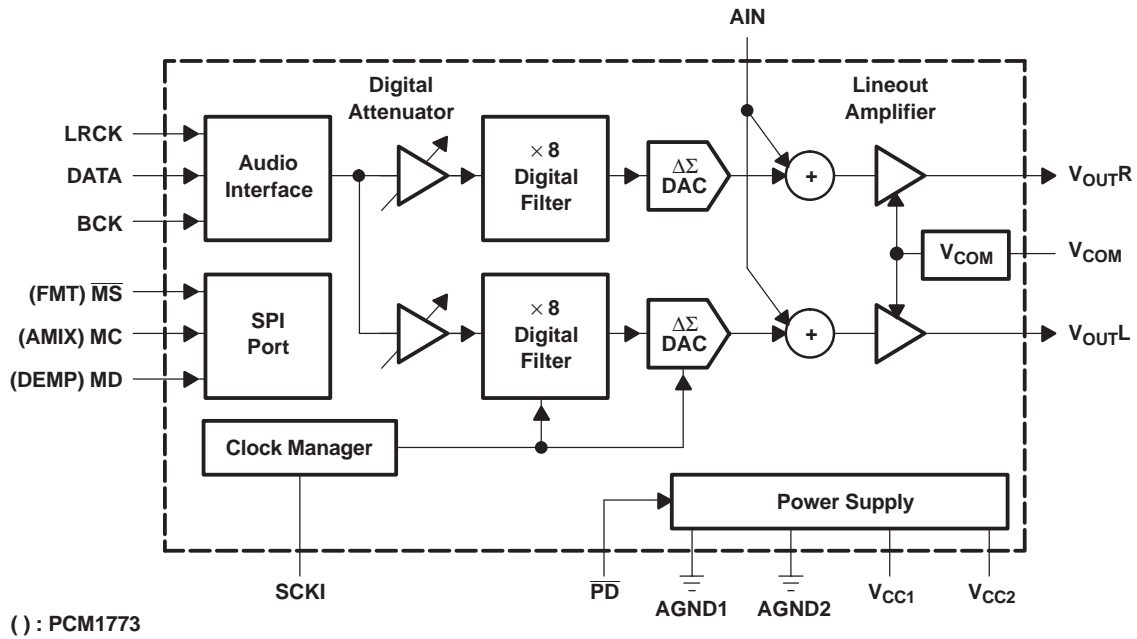 AIN
Digital
Attenuator
Lineout
Amplifier
LRCK
DATA
BCK
Audio
Interface
× 8
Digital
Filter
ΔΣ
DAC
+
VOUTR
VCOM
VCOM
(FMT) MS
(AMIX) MC
(DEMP) MD
SPI
Port
× 8
Digital
Filter
ΔΣ
DAC
+
VOUTL
Clock Manager
Power Supply
SCKI
PD
AGND1
AGND2
VCC1
VCC2
( ) : PCM1773